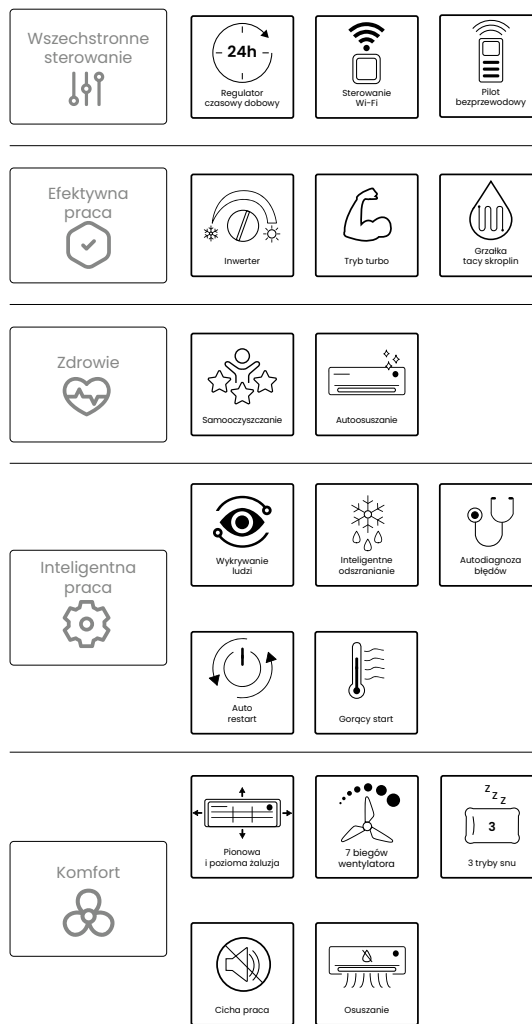 Wszechstronne
sterowanie
24h
Regulator
czasowy dobowy
Sterowanie
Wi-Fi
Pilot
bezprzewodowy
Efektywna
praca
Inwerter
Tryb turbo
Grzałka
tacy skroplin
Zdrowie
Samooczyszczanie
Autoosuszanie
Inteligentna
praca
Wykrywanie
ludzi
Inteligentne
odszranianie
Autodiagnoza
błędów
Auto
restart
Gorący start
Komfort
Pionowa
i pozioma żaluzja
7 biegów
wentylatora
z z z
3
3 tryby snu
Cicha praca
Osuszanie